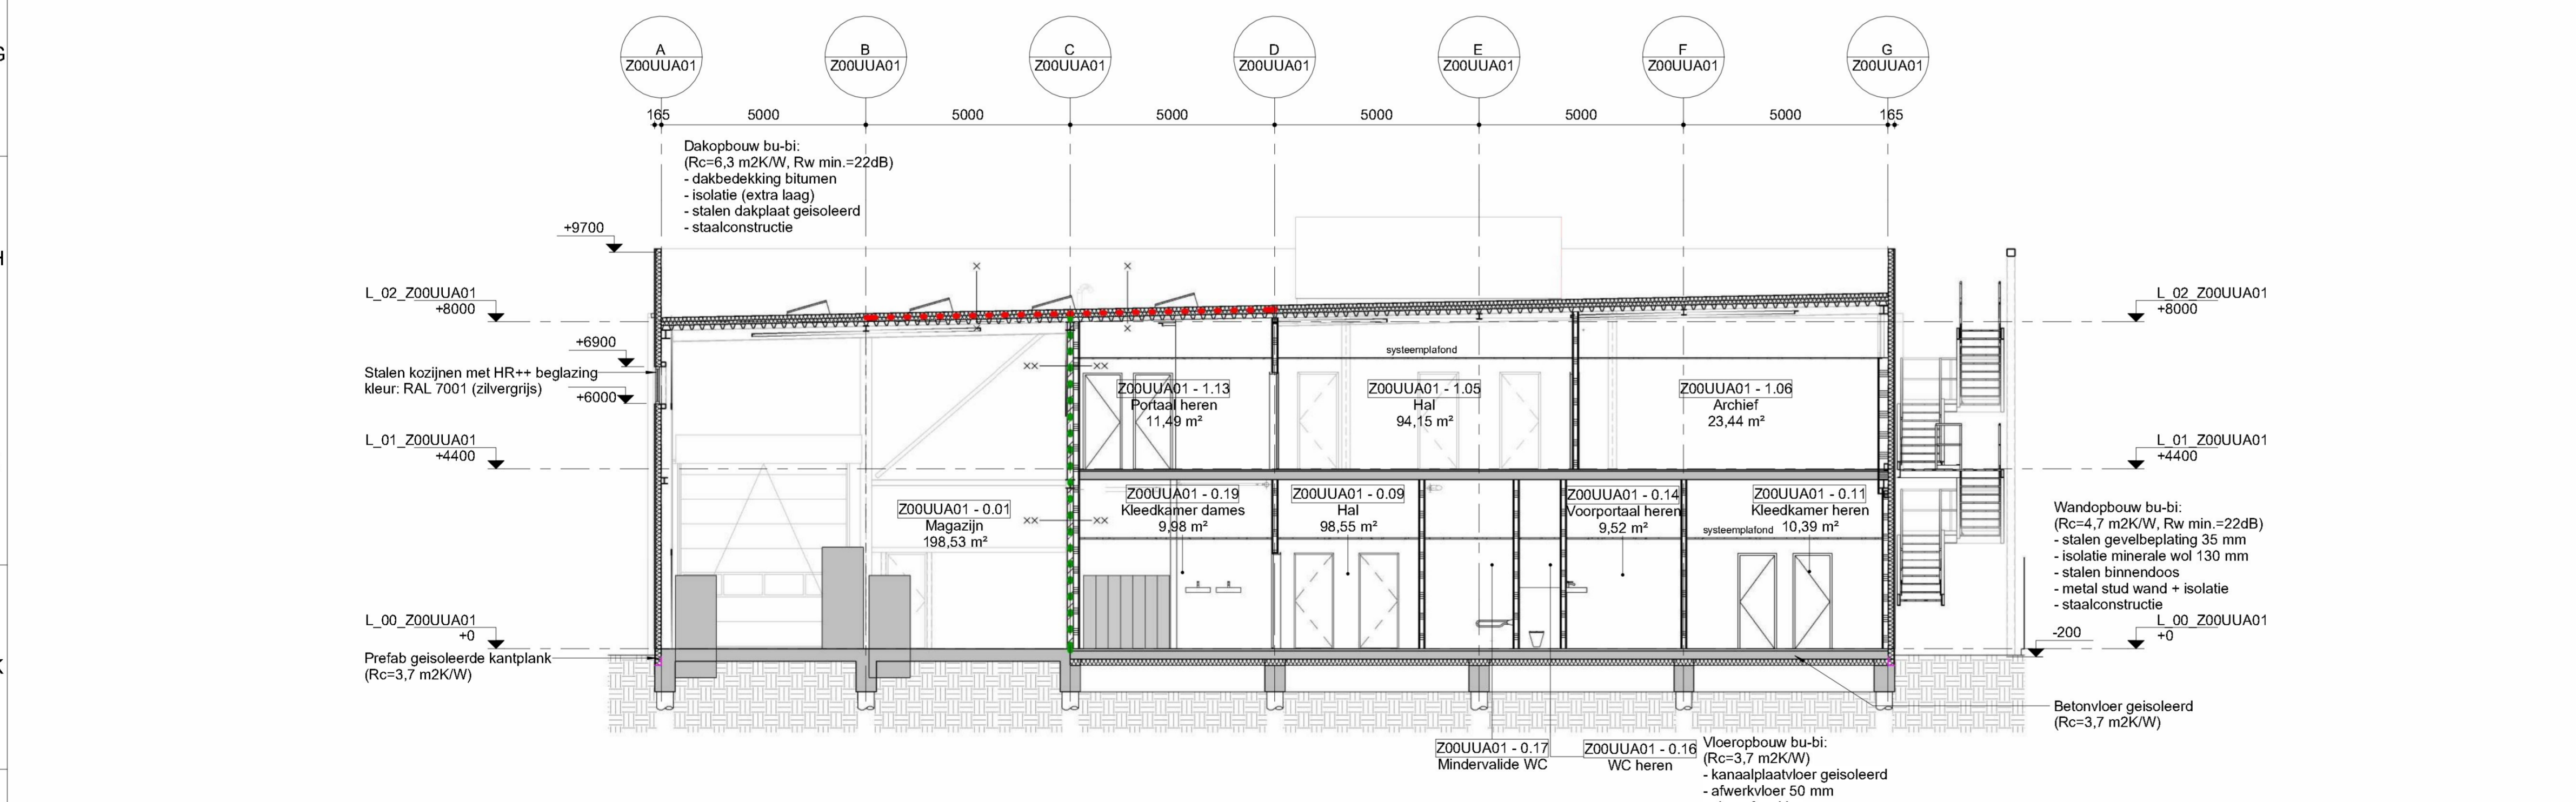 A
Z00UUA01
B
Z00UUA01
C
Z00UUA01
D
Z00UUA01
E
Z00UUA01
F
Z00UUA01
G
Z00UUA01
165
5000
5000
5000
5000
5000
5000
165
Dakopbouw bu-bi:
(Rc=6,3 m2K/W, Rw min.=22dB)
- dakbedekking bitumen
- isolatie (extra laag)
- stalen dakplaat geisoleerd
- staalconstructie
+9700
L_02_Z00UUA01
+8000
+6900
Stalen kozijnen met HR++ beglazing
kleur: RAL 7001 (zilvergrijs)
+6000
L_01_Z00UUA01
+4400
L_00_Z00UUA01
+0
Prefab geisoleerde kantplank
(Rc=3,7 m2K/W)
X
X
X
XX
XX
XX
XX
systeemplafond
Z00UUA01 - 1.13
Portaal heren
11,49 m²
Z00UUA01 - 1.05
Hal
94,15 m²
Z00UUA01 - 1.06
Archief
23,44 m²
Z00UUA01 - 0.01
Magazijn
198,53 m²
Z00UUA01 - 0.19
Kleedkamer dames
9,98 m²
Z00UUA01 - 0.09
Hal
98,55 m²
Z00UUA01 - 0.14
Voorportaal heren
9,52 m²
Z00UUA01 - 0.11
Kleedkamer heren
10,39 m²
systeemplafond
L_02_Z00UUA01
+8000
L_01_Z00UUA01
+4400
Wandopbouw bu-bi:
(Rc=4,7 m2K/W, Rw min.=22dB)
- stalen gevelbeplating 35 mm
- isolatie minerale wol 130 mm
- stalen binnendoos
- metal stud wand + isolatie
- staalconstructie
L_00_Z00UUA01
+0
-200
Betonvloer geisoleerd
(Rc=3,7 m2K/W)
Z00UUA01 - 0.17
Mindervalide WC
Z00UUA01 - 0.16
WC heren
Vloeropbouw bu-bi:
(Rc=3,7 m2K/W)
- kanaalplaatvloer geisoleerd
- afwerkvloer 50 mm